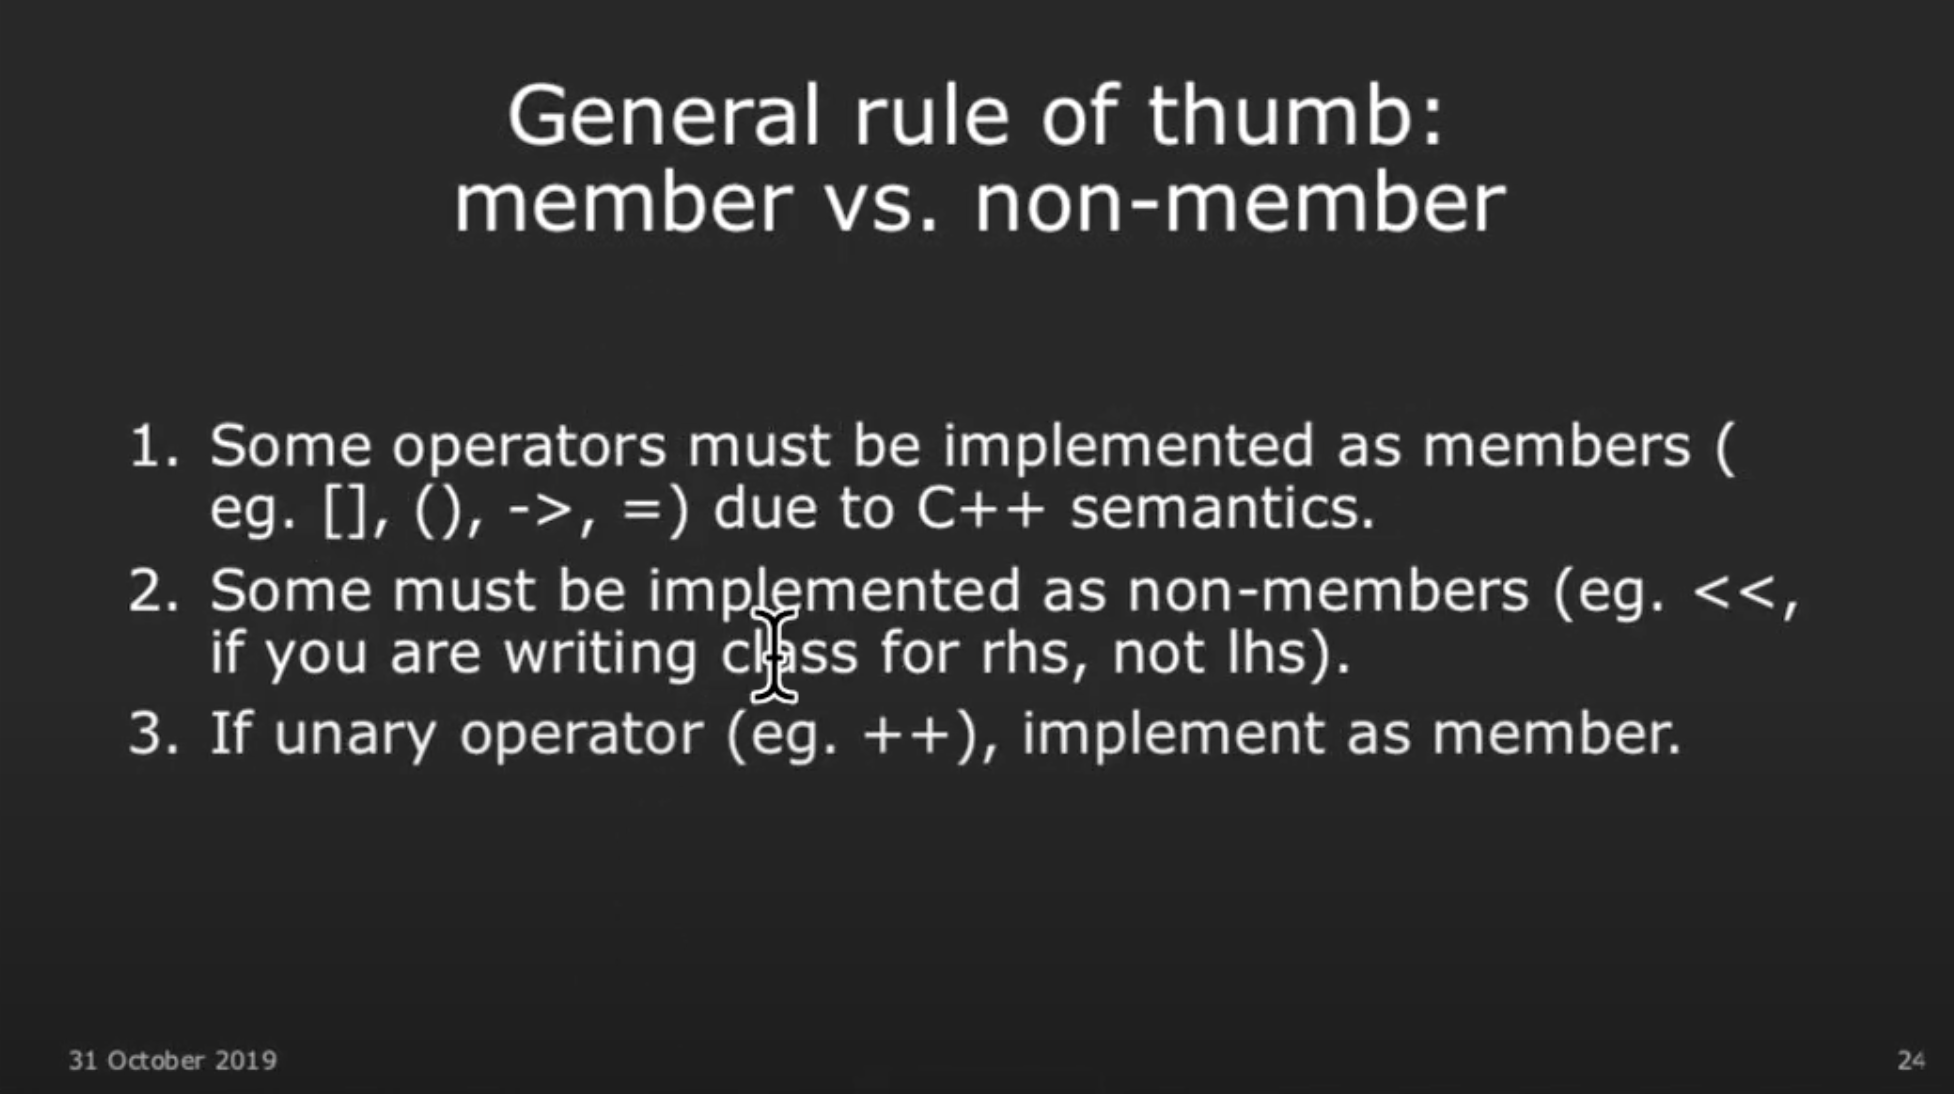 General rule of thumb:
member vs. non-member
1. Some operators must be implemented as members (
eg. [], (), ->, =) due to C++ semantics.
2. Some must be implemented as non-members (eg. <<,
if you are writing class for rhs, not lhs).
3. If unary operator (eg. ++), implement as member.
31 October 2019
24